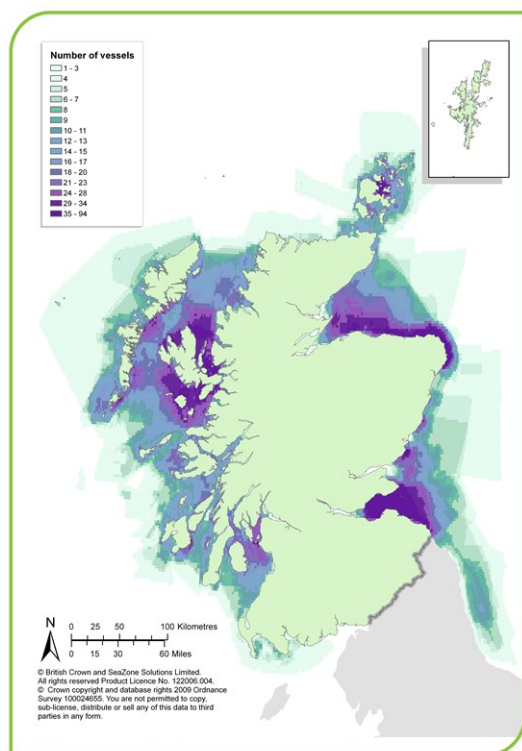 Number of vessels
1 - 3
4
5
6 - 7
8
9
10 - 11
12 - 13
14 - 15
16 - 17
18 - 20
21 - 23
24 - 28
29 - 34
35 - 94
N
0 25 50 100 Kilometres
0 15 30 60 Miles
© British Crown and SeaZone Solutions Limited.
All rights reserved Product Licence No. 122006.004.
© Crown copyright and database rights 2009 Ordnance
Survey 100024655. You are not permitted to copy,
sub-license, distribute or sell any of this data to third
parties in any form.